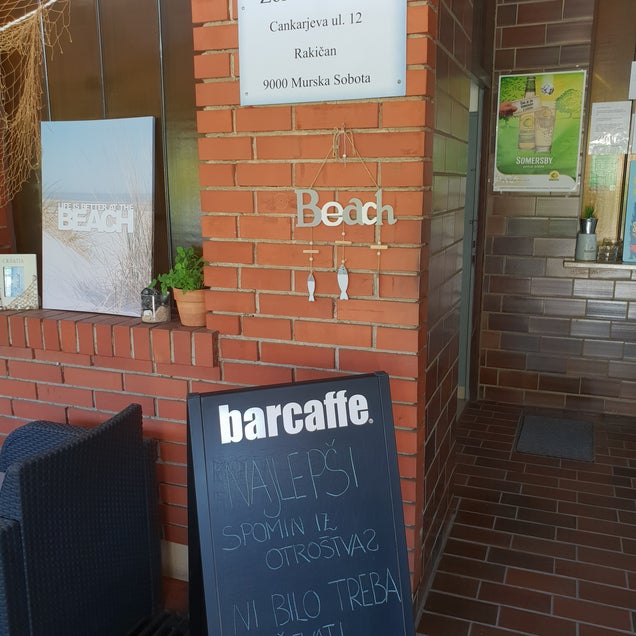 Cankarjeva ul. 12
Rakičan
9000 Murska Sobota
LIFE IS BETTER AT THE
BEACH
CROATIA
Beach
SOMERSBY
barcaffe®
NAJLEPŠI
SPOMIN IZ
OTROŠTVA?
NI BILO TREBA